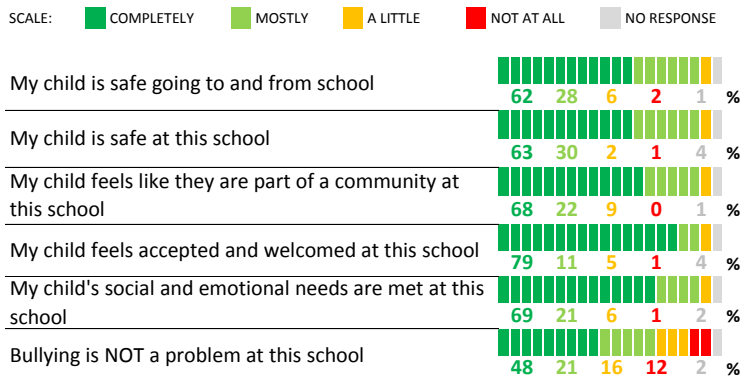 SCALE: COMPLETELY MOSTLY A LITTLE NOT AT ALL NO RESPONSE
My child is safe going to and from school
62 28 6 2 1 %
My child is safe at this school
63 30 2 1 4 %
My child feels like they are part of a community at
this school
68 22 9 0 1 %
My child feels accepted and welcomed at this school
79 11 5 1 4 %
My child's social and emotional needs are met at this
school
69 21 6 1 2 %
Bullying is NOT a problem at this school
48 21 16 12 2 %